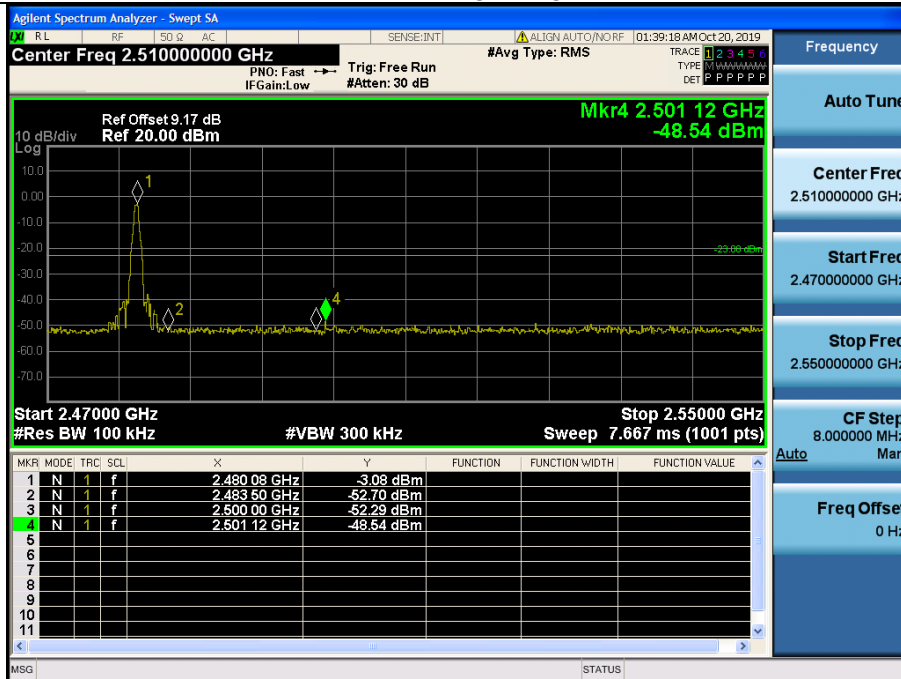 Agilent Spectrum Analyzer - Swept SA
LXI RL RF 50 Ω AC SENSE:INT ALIGN AUTO/NO RF 01:39:18 AM Oct 20, 2019
Center Freq 2.510000000 GHz
#Avg Type: RMS
TRACE 1 2 3 4 5 6
PNO: Fast Trig: Free Run
TYPE M W W W W W
IFGain:Low #Atten: 30 dB
DET P P P P P P
Mkr4 2.501 12 GHz
-48.54 dBm
Ref Offset 9.17 dB
10 dB/div Ref 20.00 dBm
Log
10.0
0.00
-10.0
-20.0
-30.0
-40.0
-50.0
-60.0
-70.0
1
2
4
-23.08 dBm
Start 2.47000 GHz Stop 2.55000 GHz
#Res BW 100 kHz #VBW 300 kHz Sweep 7.667 ms (1001 pts)
MKR MODE TRC SCL X Y FUNCTION FUNCTION WIDTH FUNCTION VALUE
1 N 1 f 2.480 08 GHz -3.08 dBm
2 N 1 f 2.483 50 GHz -52.70 dBm
3 N 1 f 2.500 00 GHz -52.29 dBm
4 N 1 f 2.501 12 GHz -48.54 dBm
5
6
7
8
9
10
11
MSG STATUS
Frequency
Auto Tune
Center Freq
2.510000000 GHz
Start Freq
2.470000000 GHz
Stop Freq
2.550000000 GHz
CF Step
8.000000 MHz
Auto Man
Freq Offset
0 Hz